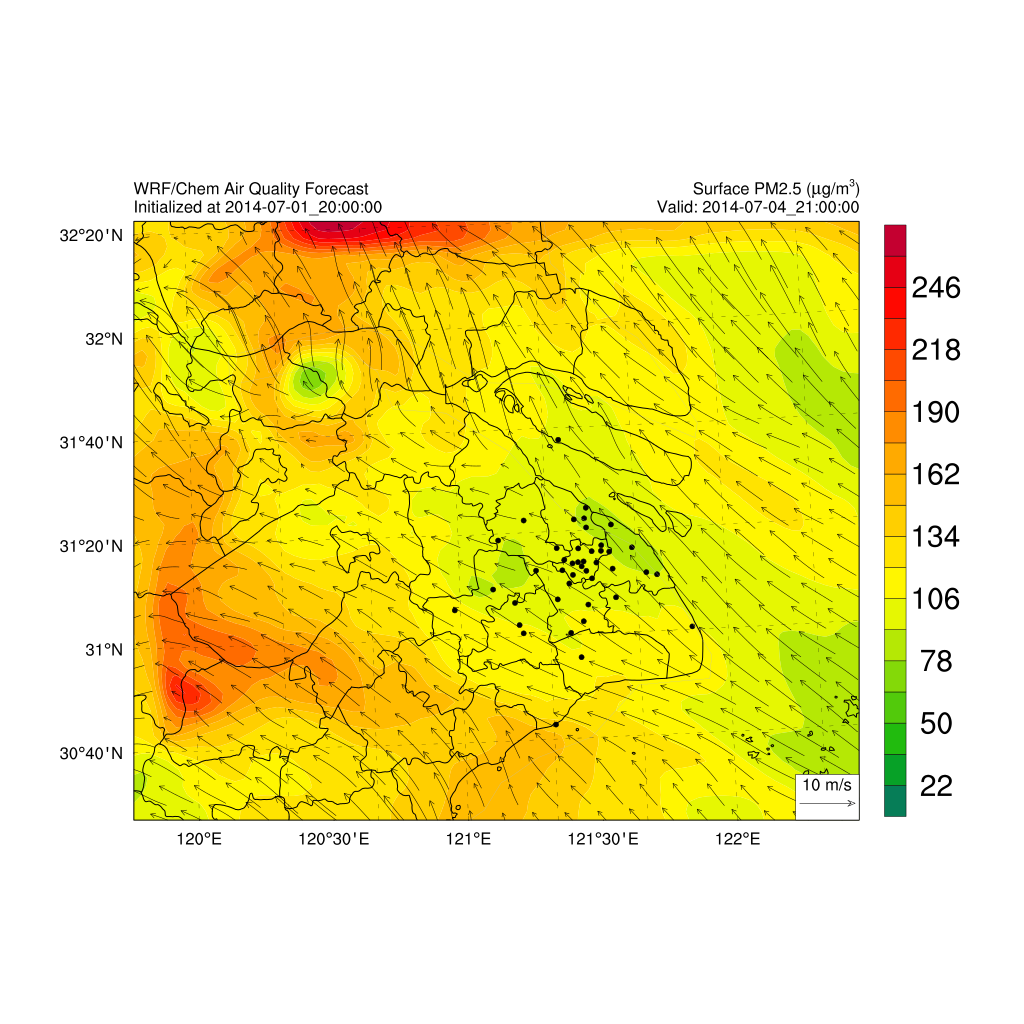 WRF/Chem Air Quality Forecast
Surface PM2.5 (μg/m³)
Initialized at 2014-07-01_20:00:00
Valid: 2014-07-04_21:00:00
32°20'N
32°N
31°40'N
31°20'N
31°N
30°40'N
120°E
120°30'E
121°E
121°30'E
122°E
10 m/s
246
218
190
162
134
106
78
50
22